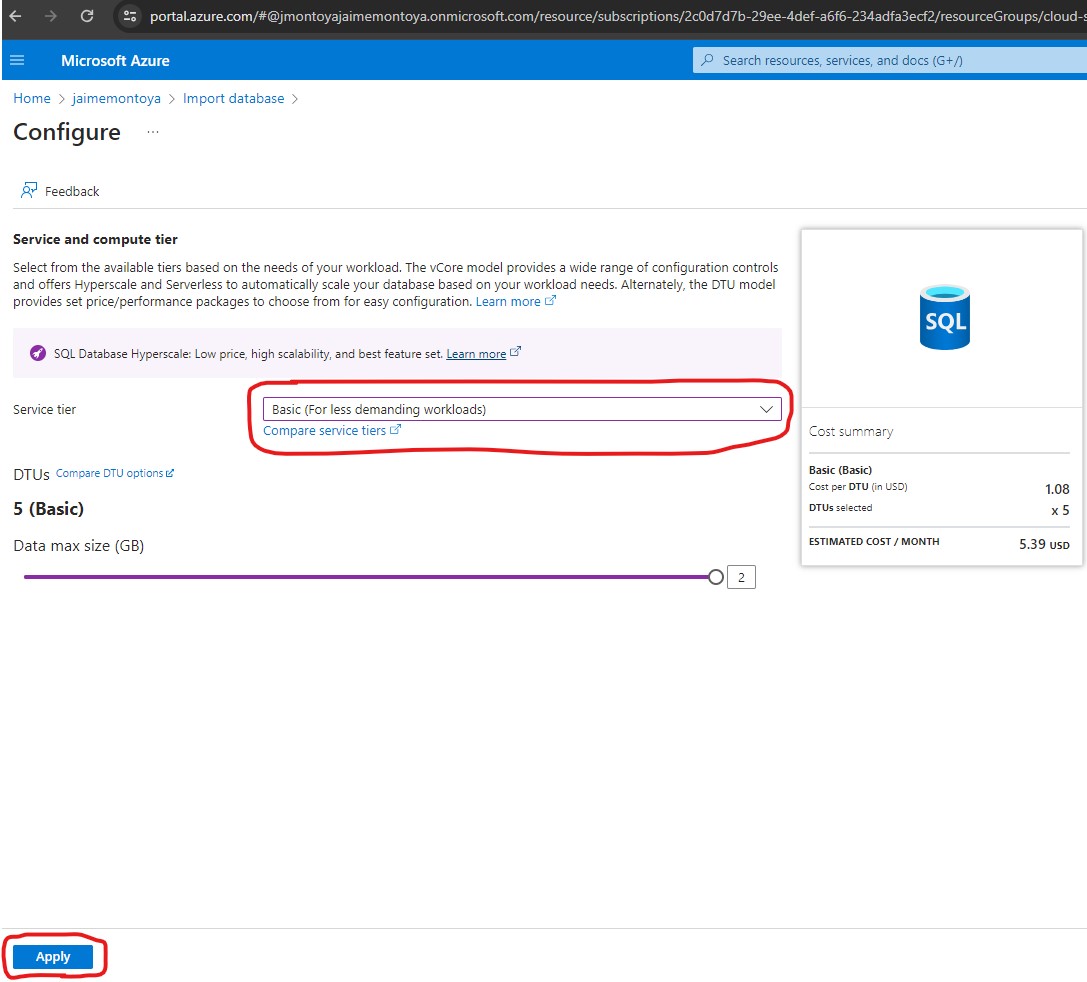 portal.azure.com/#@jmontoyajaimemontoya.onmicrosoft.com/resource/subscriptions/2c0d7d7b-29ee-4def-a6f6-234adfa3ecf2/resourceGroups/cloud-s
Microsoft Azure
Search resources, services, and docs (G+/)
Home > jaimemontoya > Import database >
Configure ...
Feedback
Service and compute tier
Select from the available tiers based on the needs of your workload. The vCore model provides a wide range of configuration controls
and offers Hyperscale and Serverless to automatically scale your database based on your workload needs. Alternately, the DTU model
provides set price/performance packages to choose from for easy configuration. Learn more
SQL Database Hyperscale: Low price, high scalability, and best feature set. Learn more
Service tier
Basic (For less demanding workloads)
Compare service tiers
DTUs Compare DTU options
5 (Basic)
Data max size (GB)
2
SQL
Cost summary
Basic (Basic)
Cost per DTU (in USD) 1.08
DTUs selected x 5
ESTIMATED COST / MONTH 5.39 USD
Apply